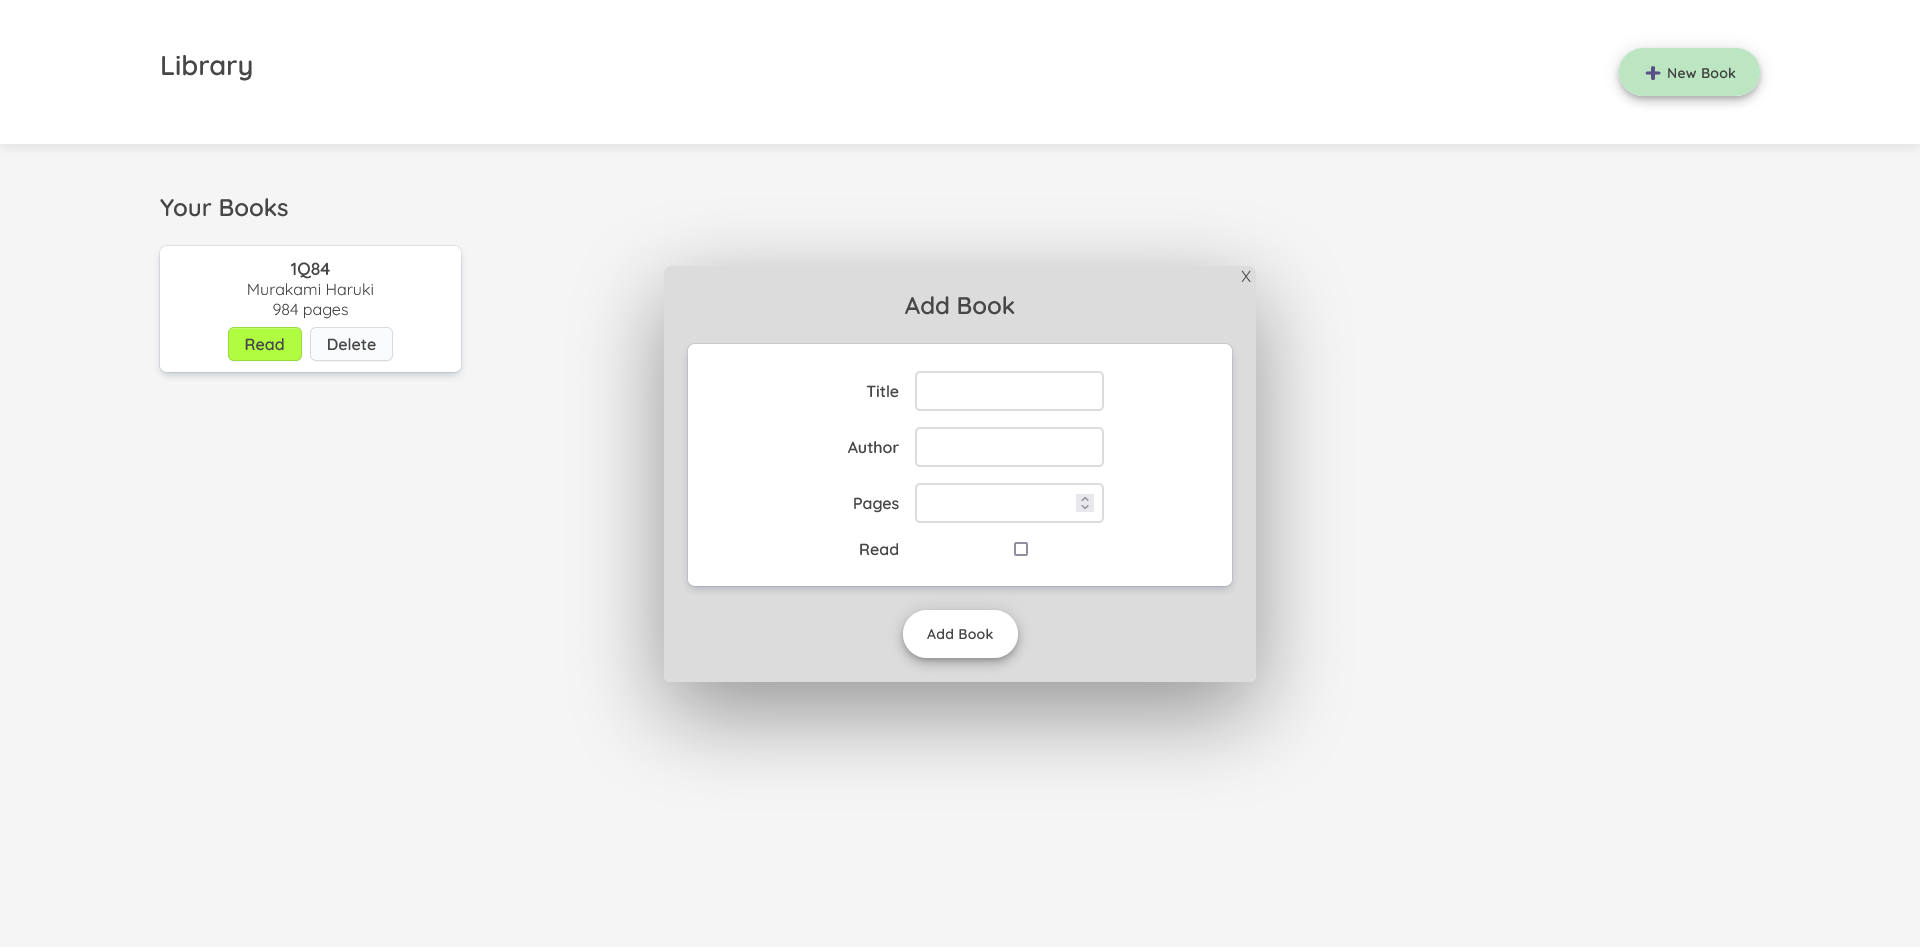 Library
New Book
Your Books
1Q84
Murakami Haruki
984 pages
Read Delete
X
Add Book
Title
Author
Pages
Read
Add Book